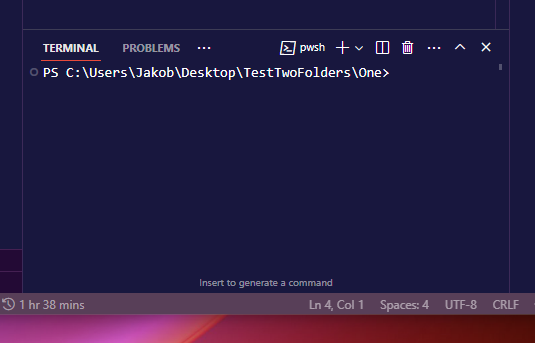 TERMINAL PROBLEMS ... pwsh
PS C:\Users\Jakob\Desktop\TestTwoFolders\One>
Insert to generate a command
1 hr 38 mins Ln 4, Col 1 Spaces: 4 UTF-8 CRLF